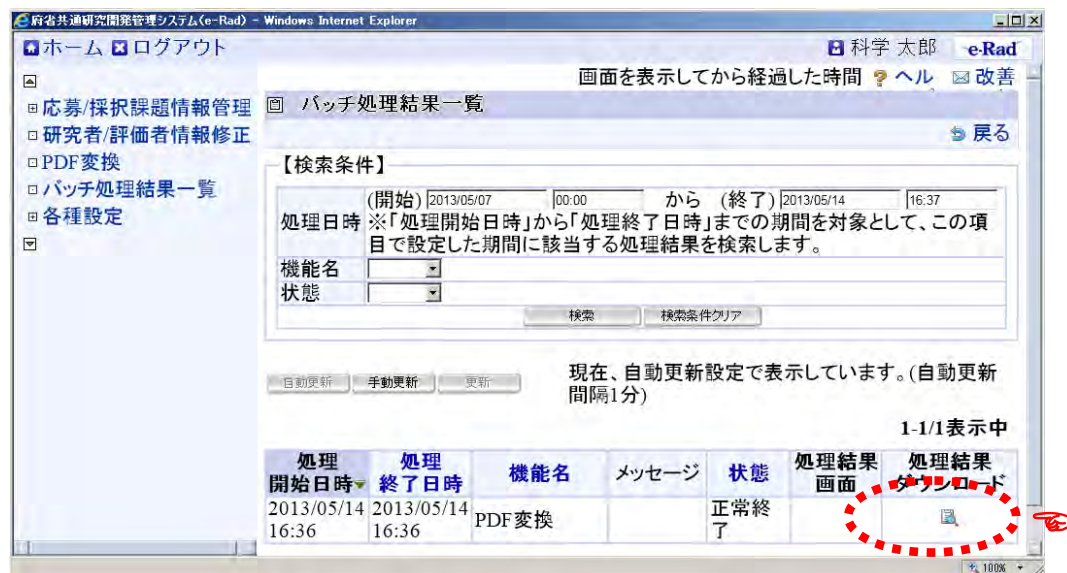 府省共通研究開発管理システム(e-Rad) - Windows Internet Explorer
ホーム ログアウト
科学 太郎 e-Rad
画面を表示してから経過した時間 ヘル 改善
応募/採択課題情報管理
研究者/評価者情報修正
PDF変換
バッチ処理結果一覧
各種設定
バッチ処理結果一覧
戻る
【検索条件】
処理日時
(開始) 2013/05/07 00:00 から (終了) 2013/05/14 16:37
※「処理開始日時」から「処理終了日時」までの期間を対象として、この項
目で設定した期間に該当する処理結果を検索します。
機能名
状態
検索 検索条件クリア
自動更新 手動更新 更新
現在、自動更新設定で表示しています。(自動更新
間隔1分)
1-1/1表示中
処理
開始日時
処理
終了日時
機能名
メッセージ
状態
処理結果
画面
処理結果
ダウンロード
2013/05/14
16:36
2013/05/14
16:36
PDF変換
正常終
了
100%